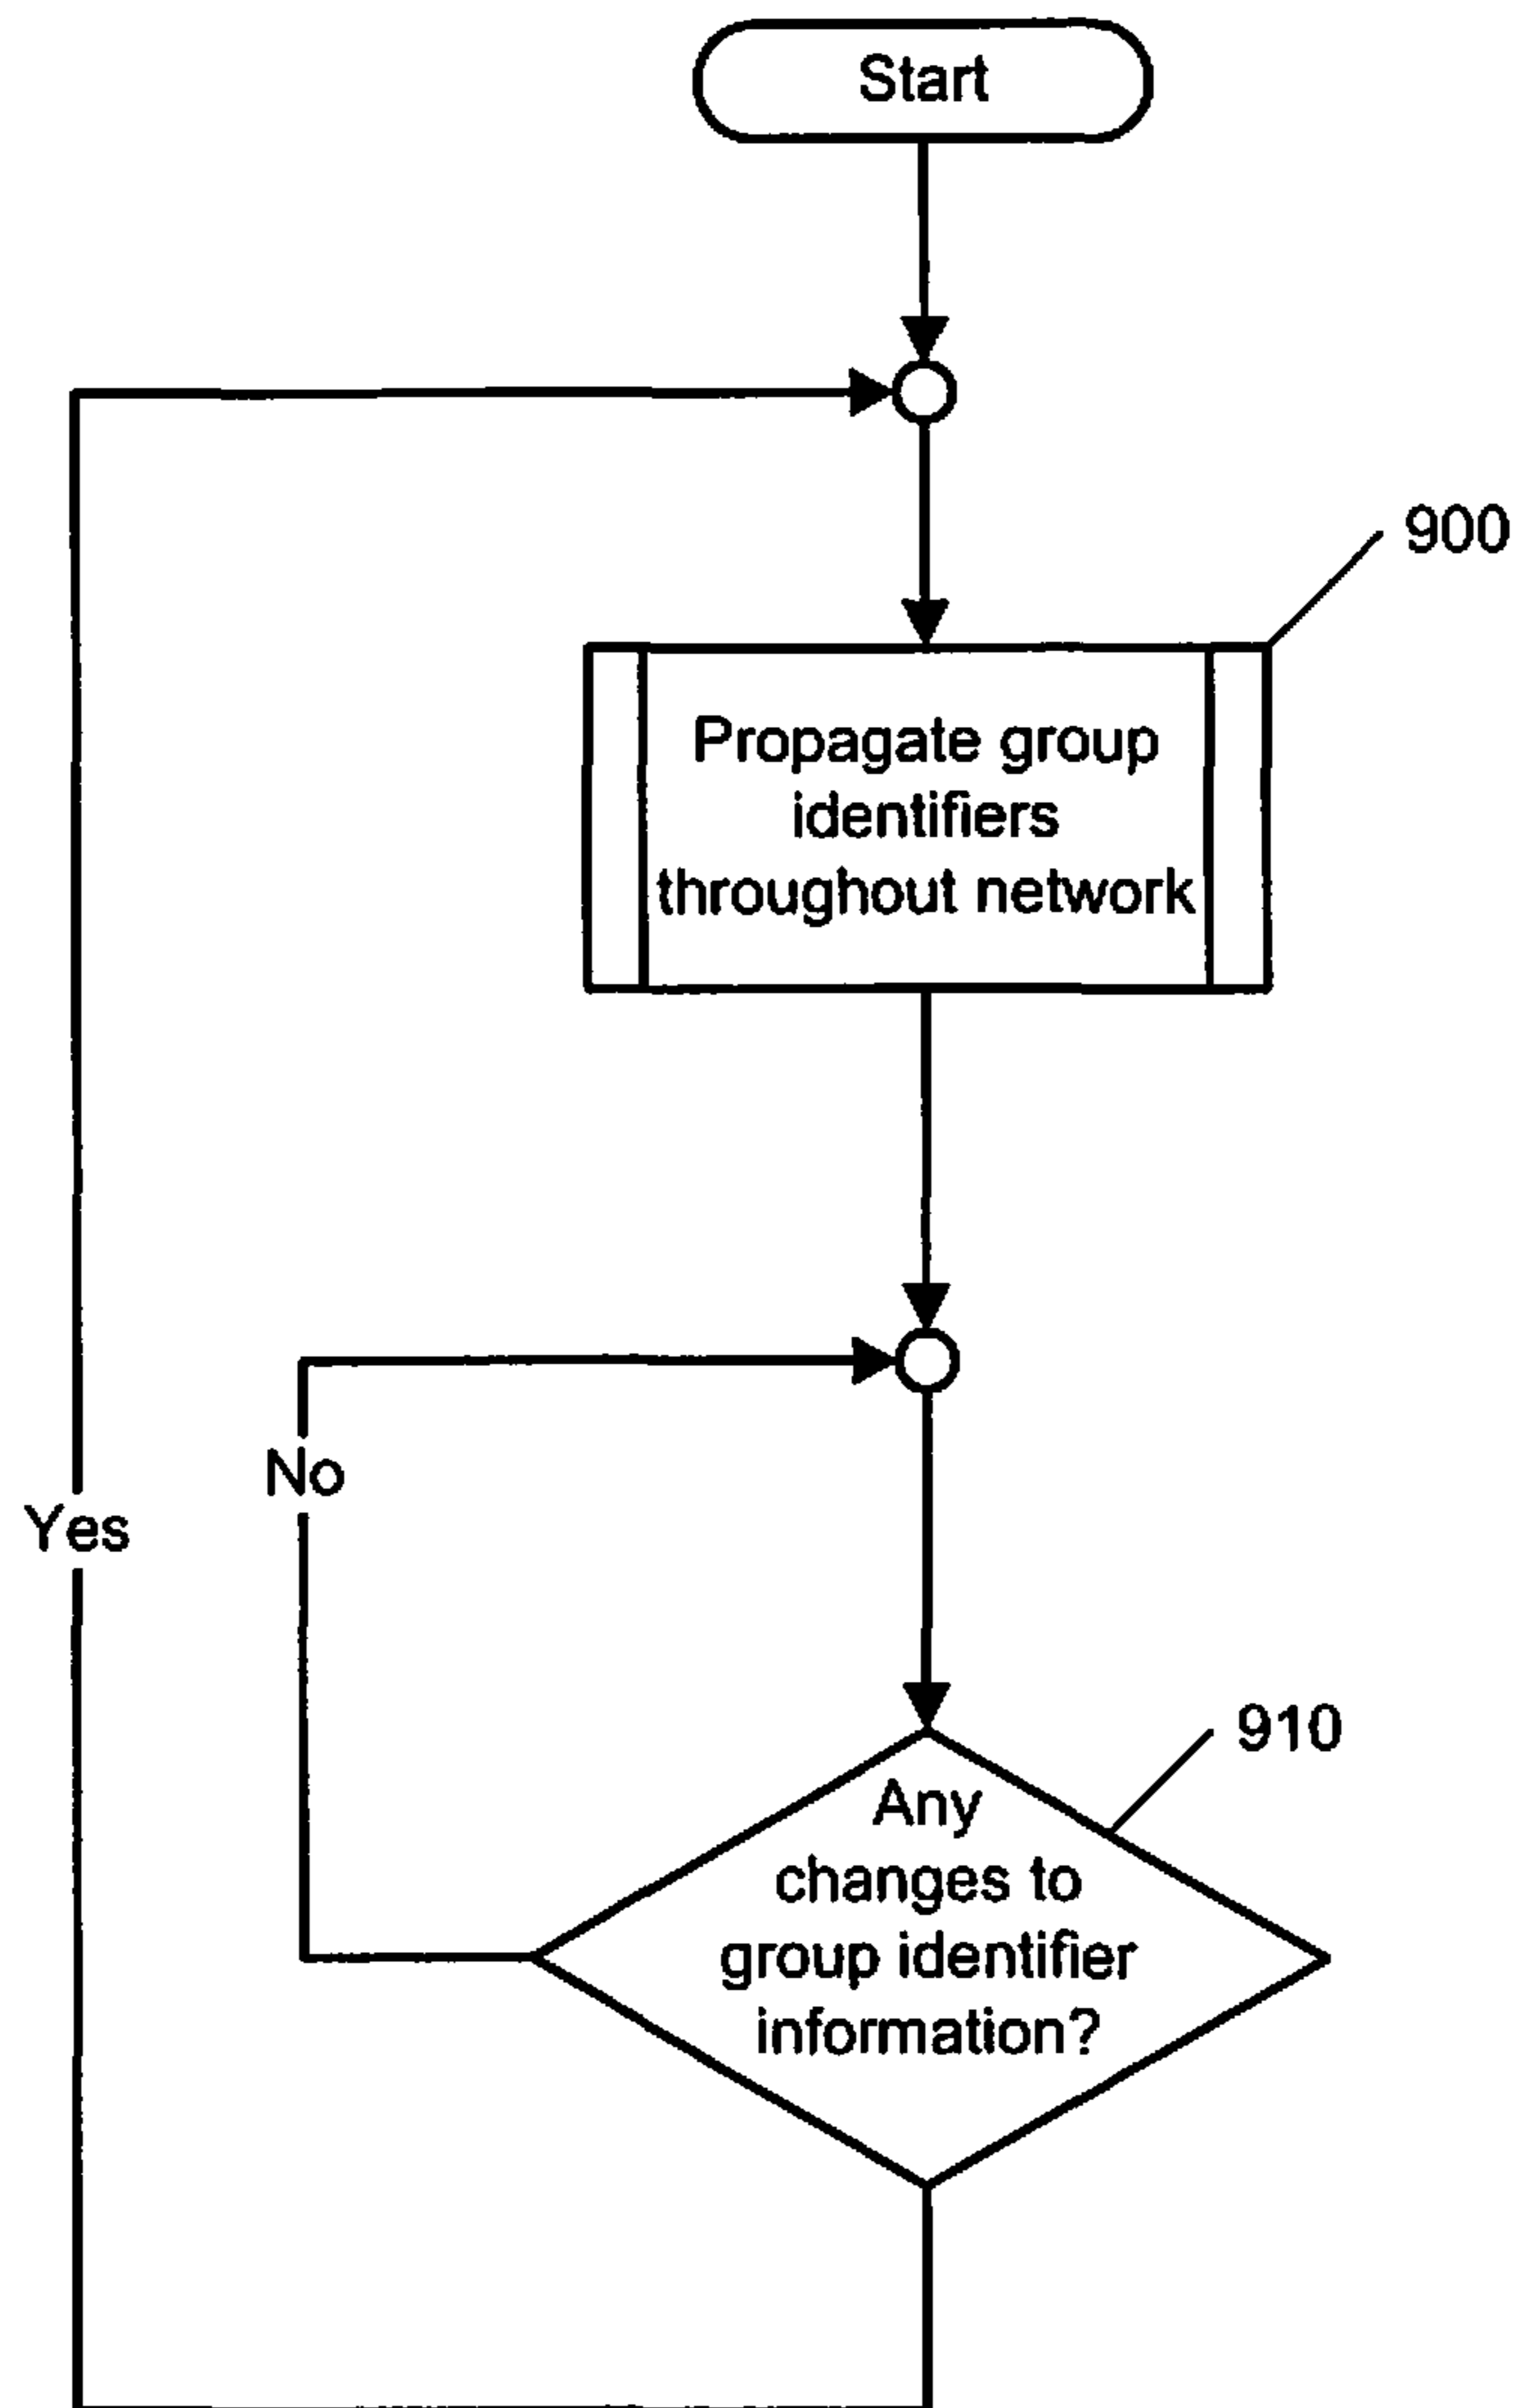 Start
900
Propagate group
identifiers
throughout network
No
Yes
910
Any
changes to
group identifier
information?